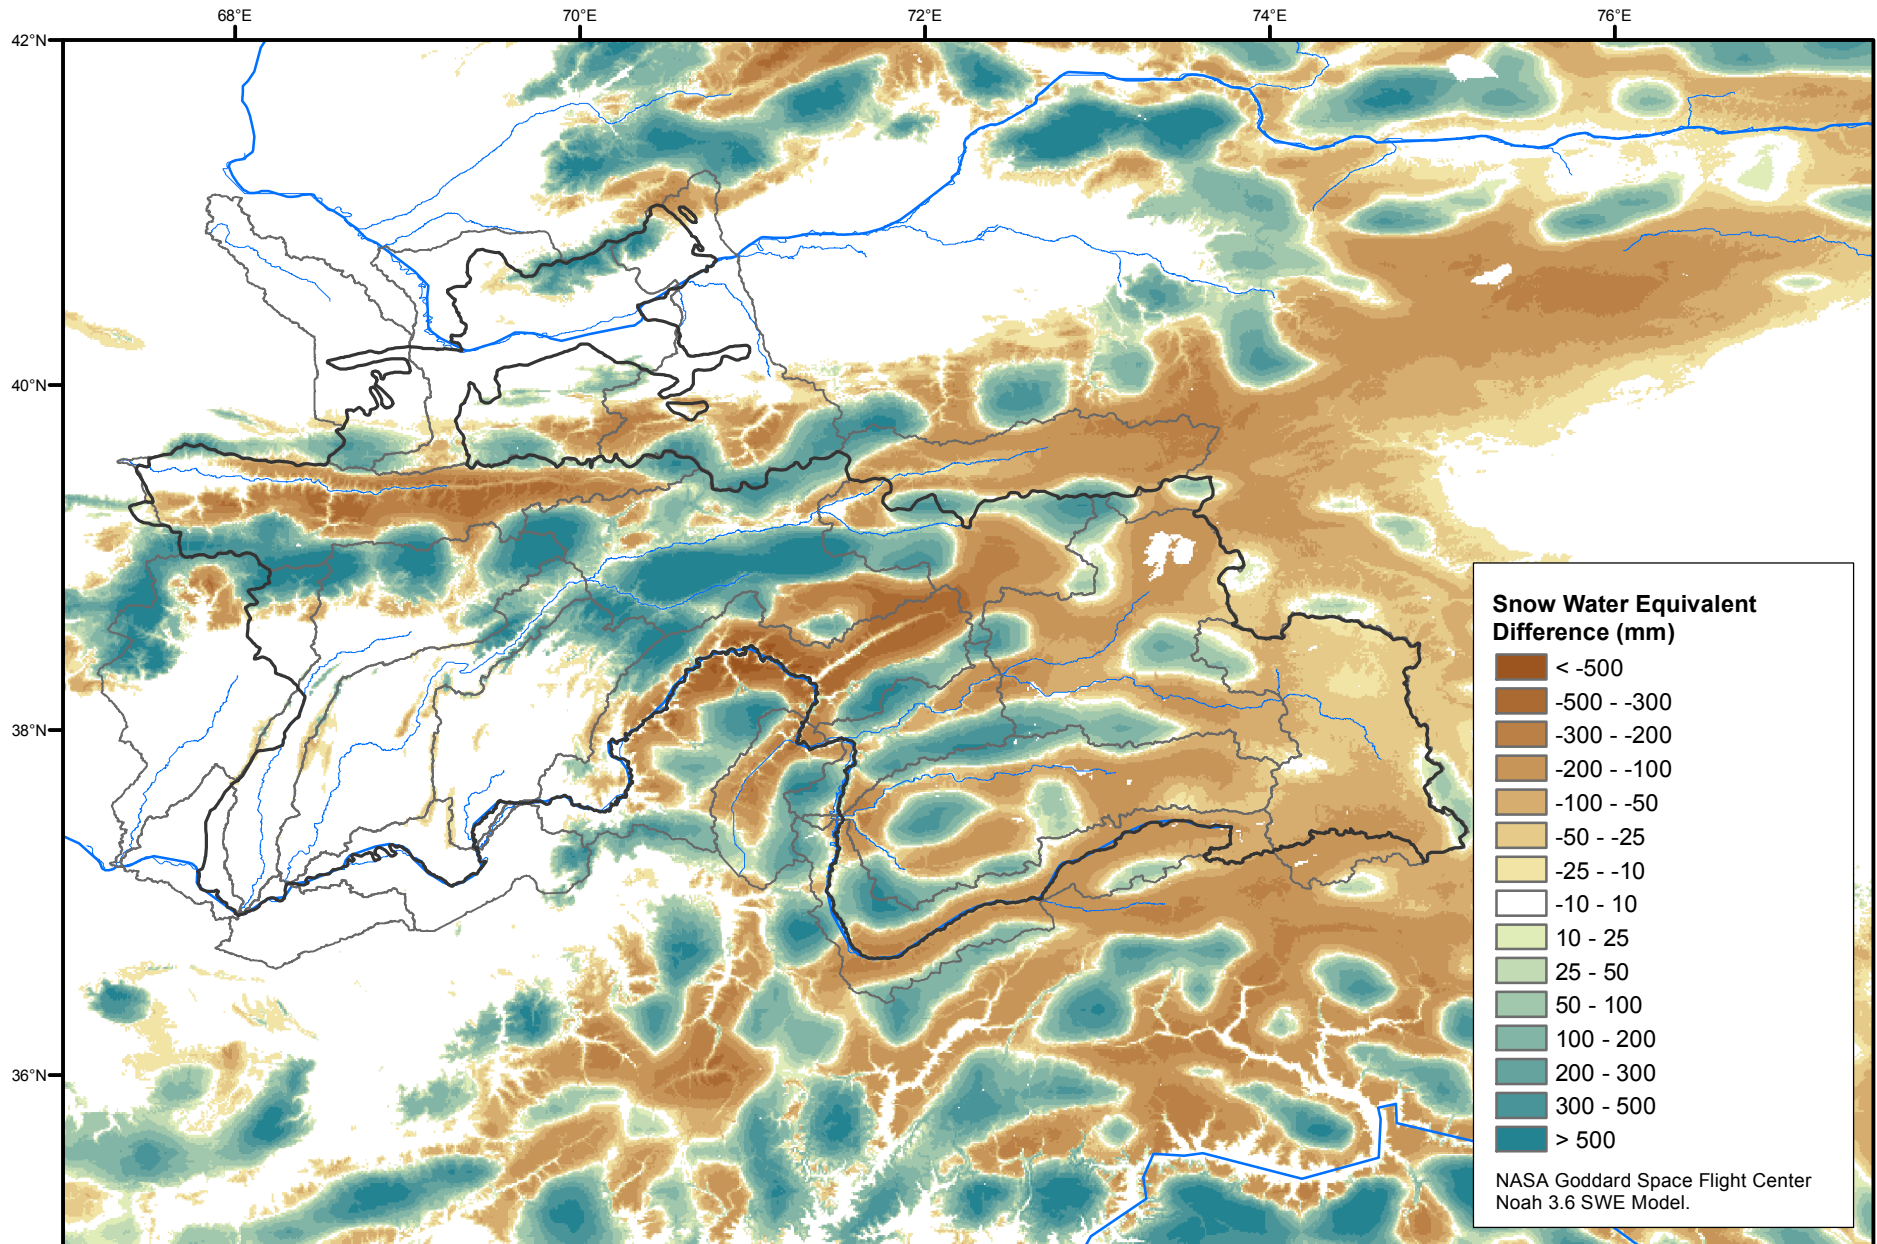 68°E 70°E 72°E 74°E 76°E
42°N
40°N
38°N
36°N
Snow Water Equivalent
Difference (mm)
< -500
-500 - -300
-300 - -200
-200 - -100
-100 - -50
-50 - -25
-25 - -10
-10 - 10
10 - 25
25 - 50
50 - 100
100 - 200
200 - 300
300 - 500
> 500
NASA Goddard Space Flight Center
Noah 3.6 SWE Model.